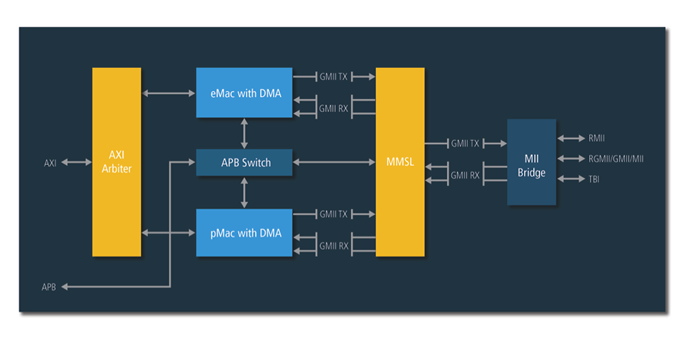 AXI
APB
AXI
Arbiter
eMac with DMA
APB Switch
pMac with DMA
GMII TX
GMII RX
GMII TX
GMII RX
MMSL
GMII TX
GMII RX
MII
Bridge
RMII
RGMII/GMII/MII
TBI